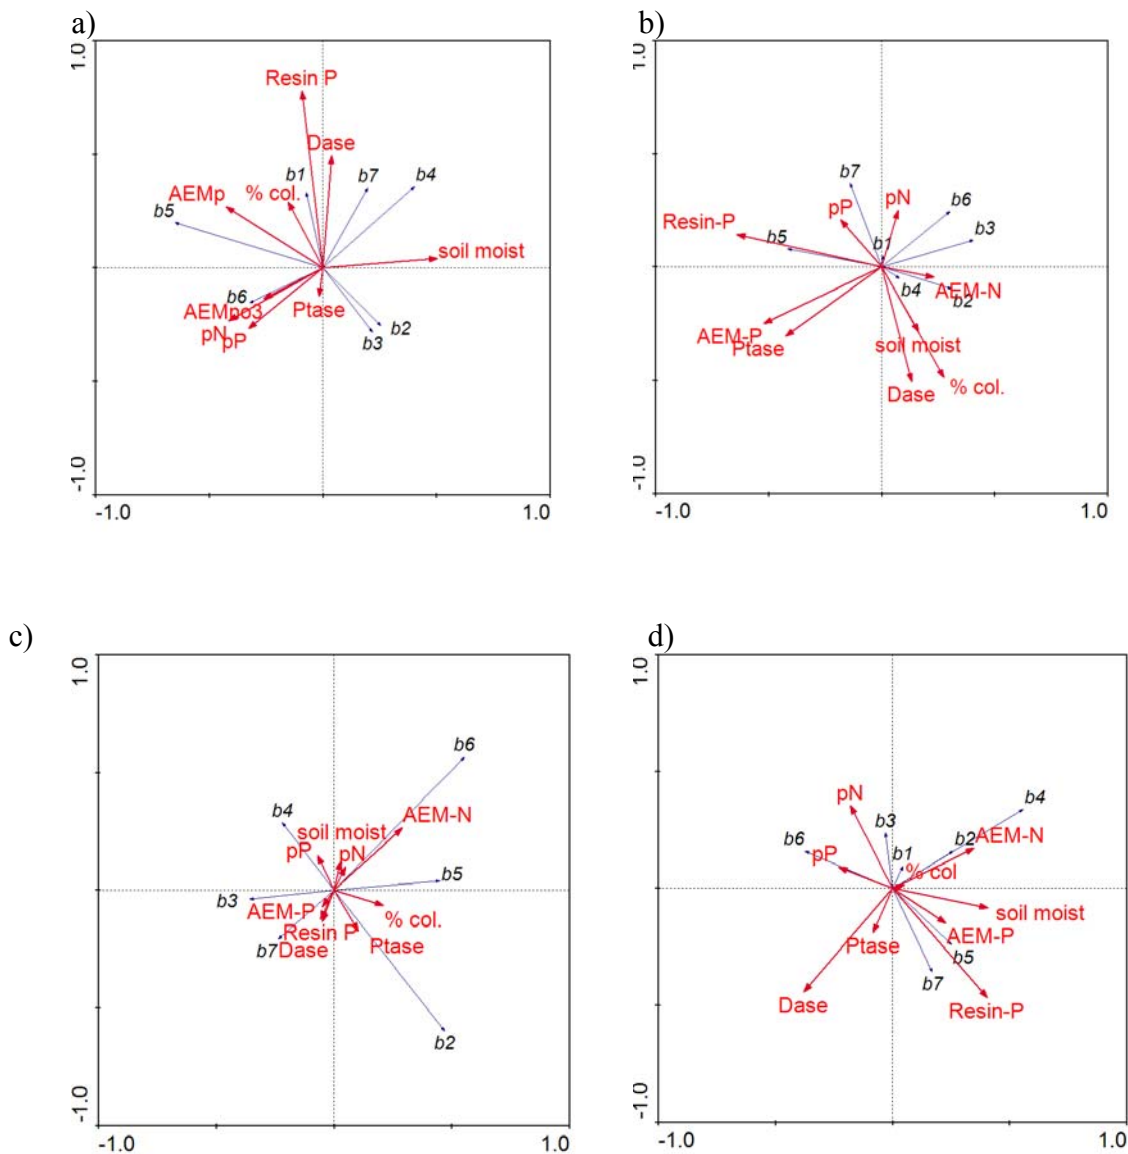 a)
1.0
Resin P
Dase
b1
b7
b4
AEMp
% col.
b5
soil moist
b6
AEMno3
Ptase
pN
pP
b2
b3
-1.0
-1.0
1.0
b)
1.0
b7
pN
b6
pP
Resin-P
b5
b1
b3
b4
AEM-N
b2
AEM-P
Ptase
soil moist
Dase
% col.
-1.0
-1.0
1.0
c)
1.0
b6
b4
AEM-N
soil moist
pP
pN
b5
b3
AEM-P
% col.
Resin P
b7
Dase
Ptase
b2
-1.0
-1.0
1.0
d)
1.0
pN
b4
b3
b6
b2
AEM-N
pP
b1
% col
soil moist
AEM-P
Ptase
b5
b7
Dase
Resin-P
-1.0
-1.0
1.0